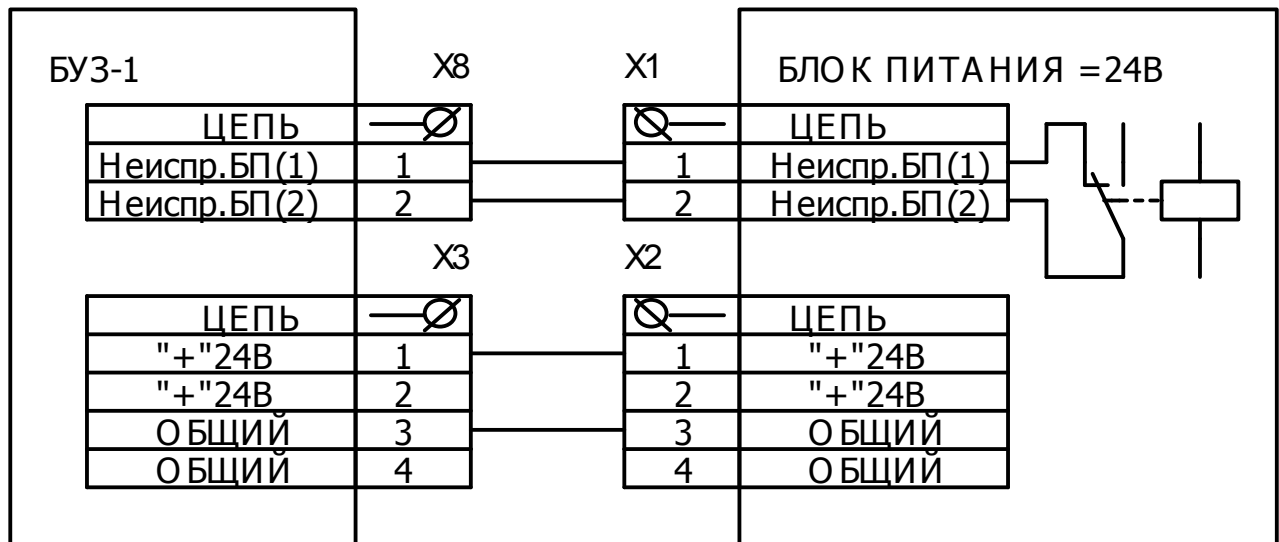 БУЗ-1 X8 X1 БЛОК ПИТАНИЯ =24В
ЦЕПЬ ЦЕПЬ
Неиспр.БП(1) 1 1 Неиспр.БП(1)
Неиспр.БП(2) 2 2 Неиспр.БП(2)
X3 X2
ЦЕПЬ ЦЕПЬ
"+"24В 1 1 "+"24В
"+"24В 2 2 "+"24В
ОБЩИЙ 3 3 ОБЩИЙ
ОБЩИЙ 4 4 ОБЩИЙ